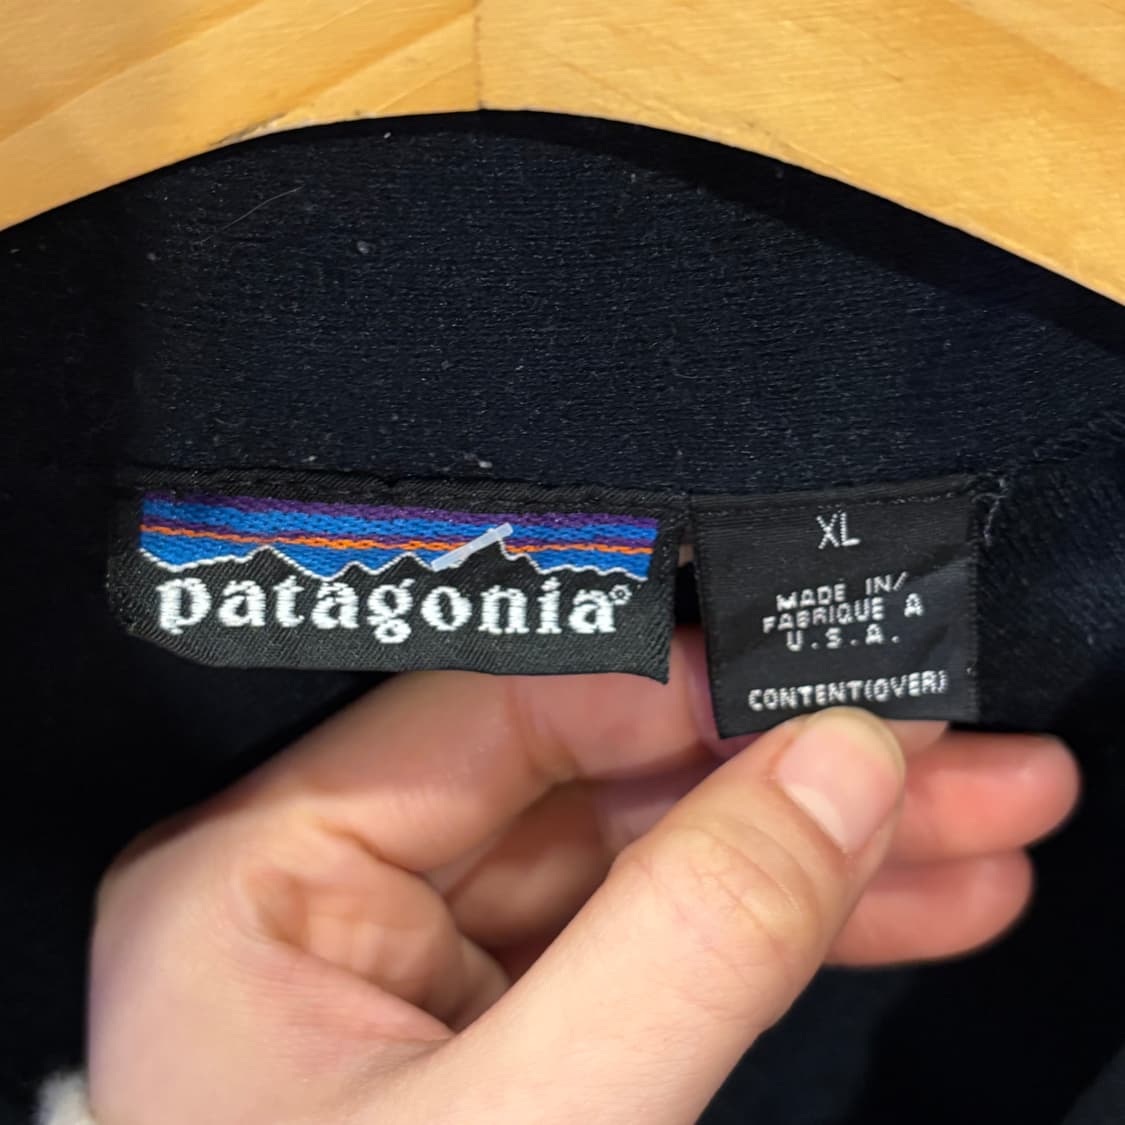 patagonia®
XL
MADE IN/
FABRIQUE A
U.S.A.
CONTENT(OVER)